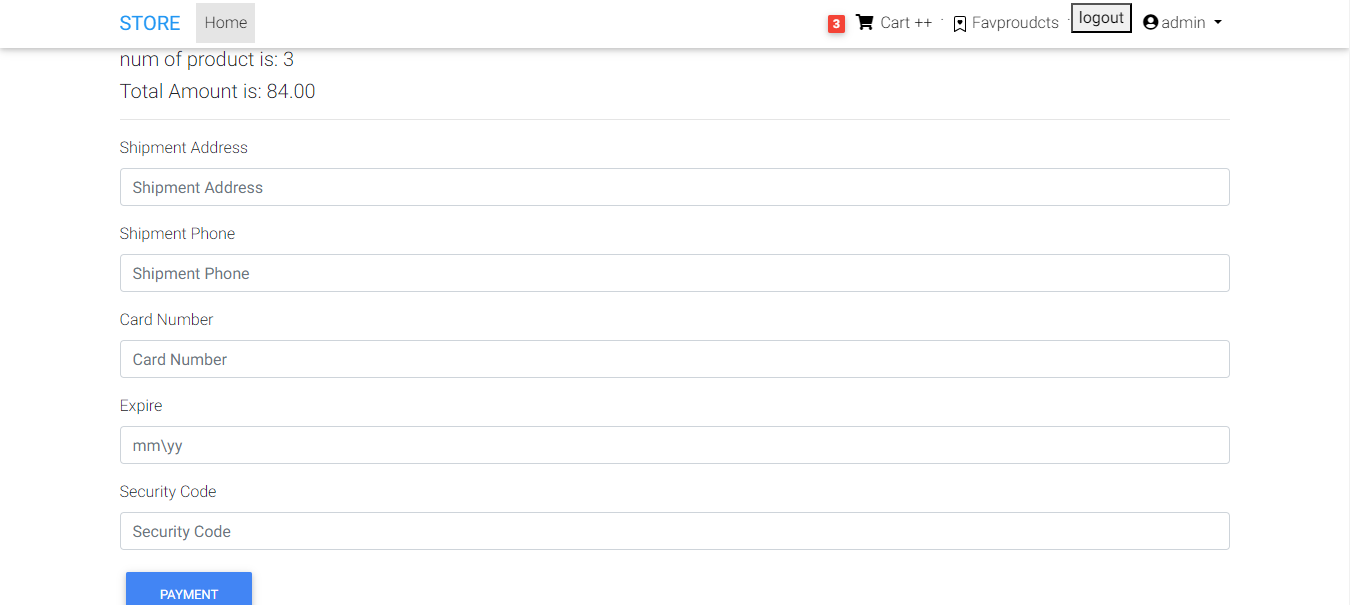 STORE Home 3 Cart ++ Favproudcts logout admin
num of product is: 3
Total Amount is: 84.00
Shipment Address
Shipment Address
Shipment Phone
Shipment Phone
Card Number
Card Number
Expire
mm\yy
Security Code
Security Code
PAYMENT